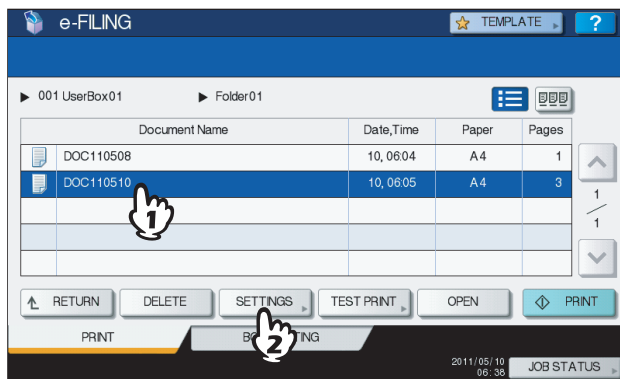 e-FILING
TEMPLATE
?
001 UserBox01 Folder01
Document Name Date,Time Paper Pages
DOC110508 10, 06:04 A4 1
DOC110510 10, 06:05 A4 3
1
1
1
RETURN DELETE SETTINGS TEST PRINT OPEN PRINT
PRINT
2
2011/05/10
06:38
JOB STATUS